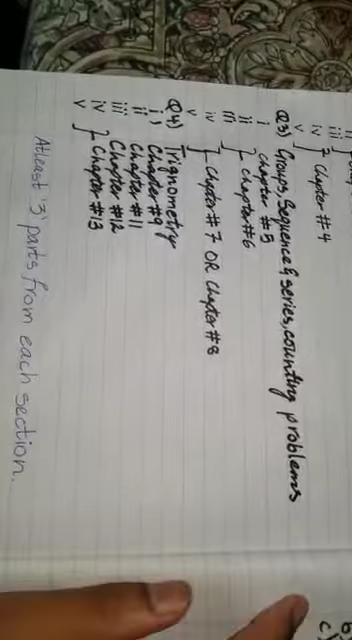 iii
iv } Chapter #4
v
Q3) Groups, Sequence & series, counting problems
i Chapter #5
ii } Chapter #6
iii
iv } Chapter #7 OR Chapter #8
v
Q4) Trignometry
i) Chapter #9
ii Chapter #11
iii Chapter #12
iv } Chapter #13
v
Atleast '3' parts from each section.
c)